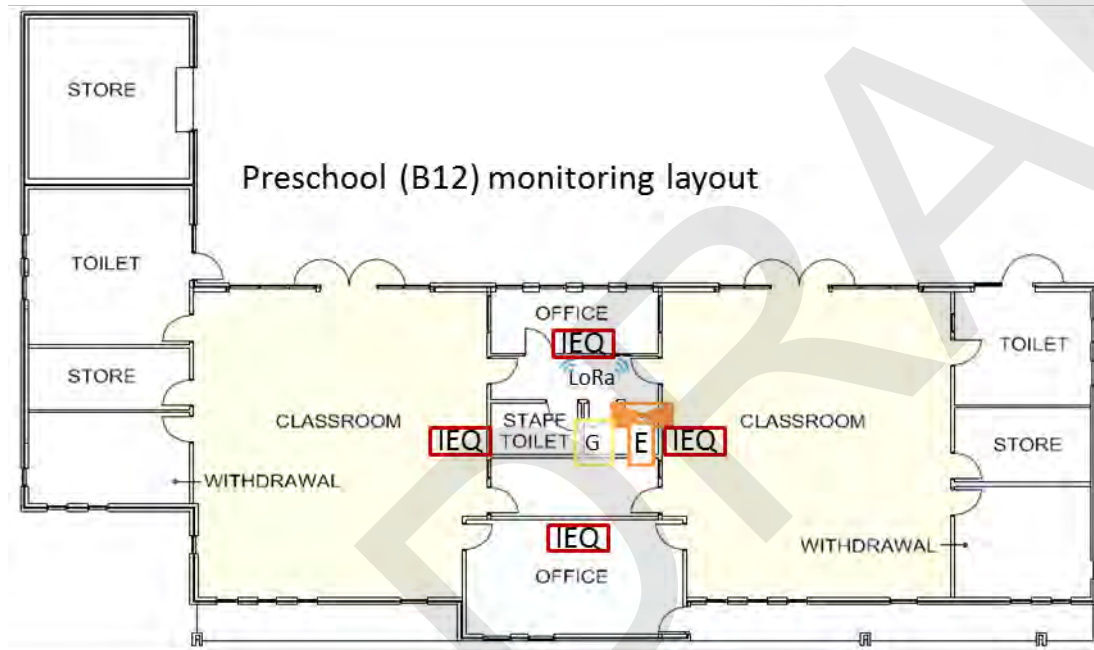 STORE
Preschool (B12) monitoring layout
TOILET
OFFICE
IEQ
TOILET
LoRa
STORE
CLASSROOM
STAFF
TOILET
IEQ
G
E
IEQ
CLASSROOM
STORE
WITHDRAWAL
IEQ
OFFICE
WITHDRAWAL
DRA